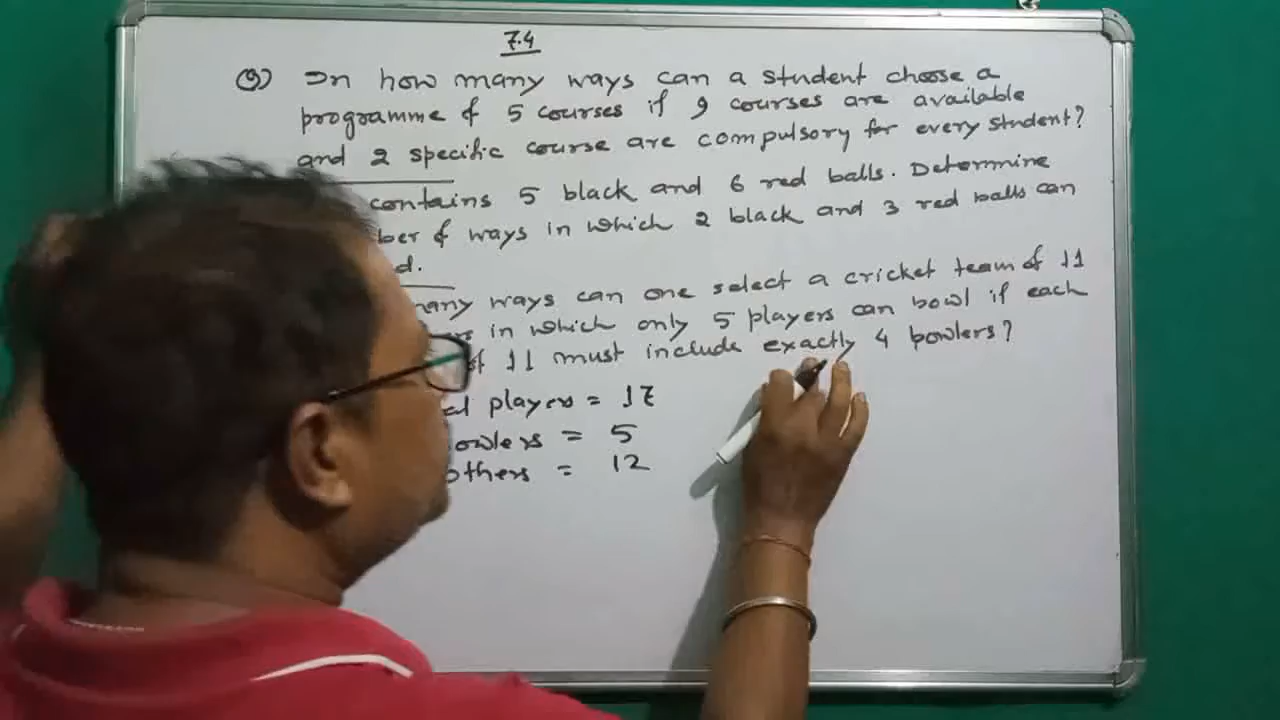 7.4
Q) In how many ways can a student choose a
programme of 5 courses if 9 courses are available
and 2 specific course are compulsory for every student?
contains 5 black and 6 red balls. Determine
ber of ways in which 2 black and 3 red balls can
d.
many ways can one select a cricket team of 11
ers in which only 5 players can bowl if each
of 11 must include exactly 4 bowlers?
al players = 17
owlers = 5
others = 12